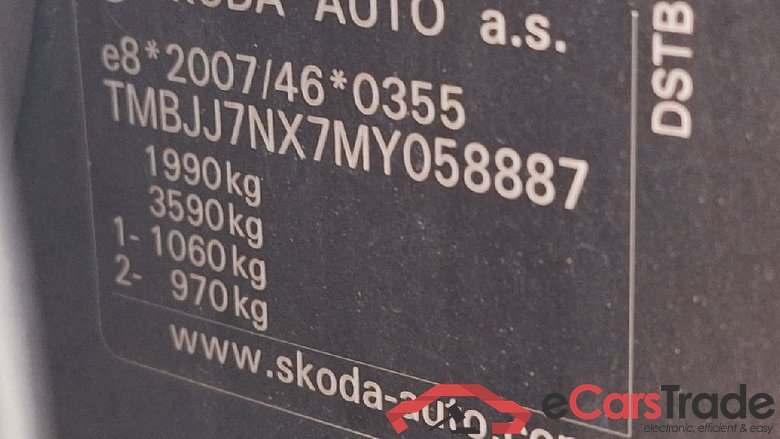 ŠKODA AUTO a.s.
e8*2007/46*0355
TMBJJ7NX7MY058887
1990kg
3590kg
1- 1060kg
2- 970kg
www.skoda-auto.com
DSTB
eCarsTrade
electronic, efficient & easy